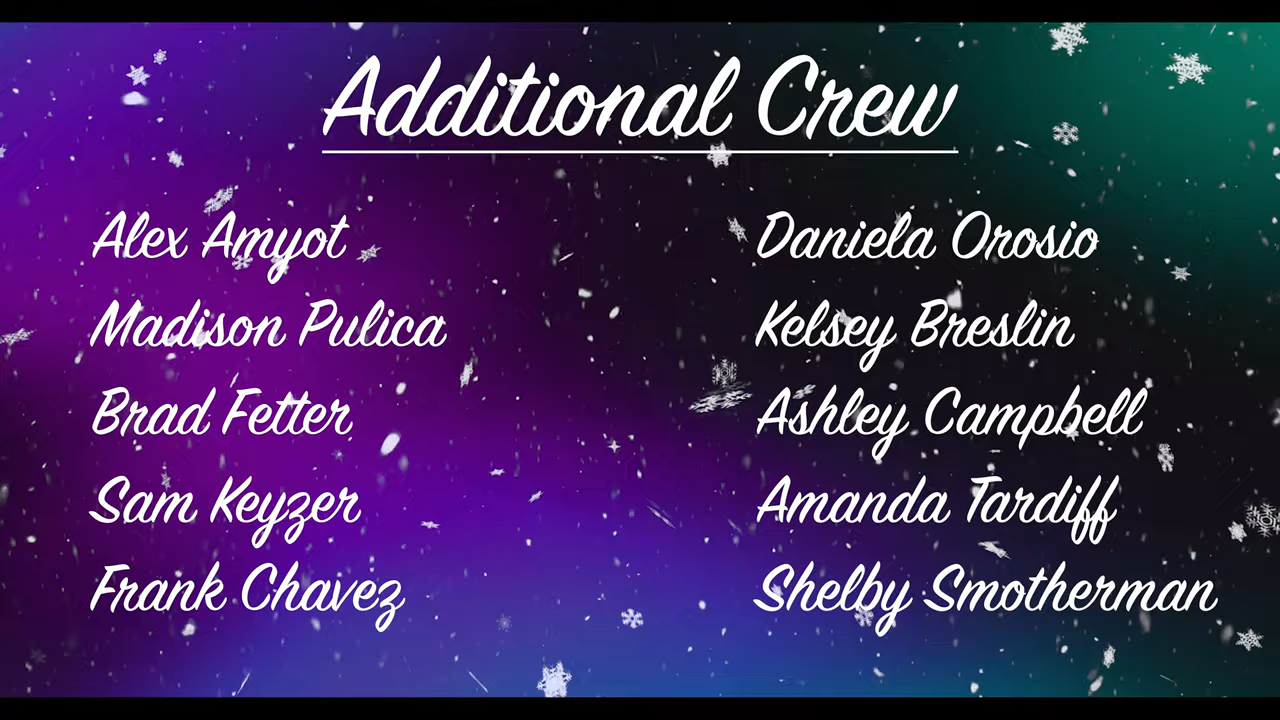 Additional Crew
Alex Amyot
Madison Pulica
Brad Fetter
Sam Keyzer
Frank Chavez
Daniela Orosio
Kelsey Breslin
Ashley Campbell
Amanda Tardiff
Shelby Smotherman